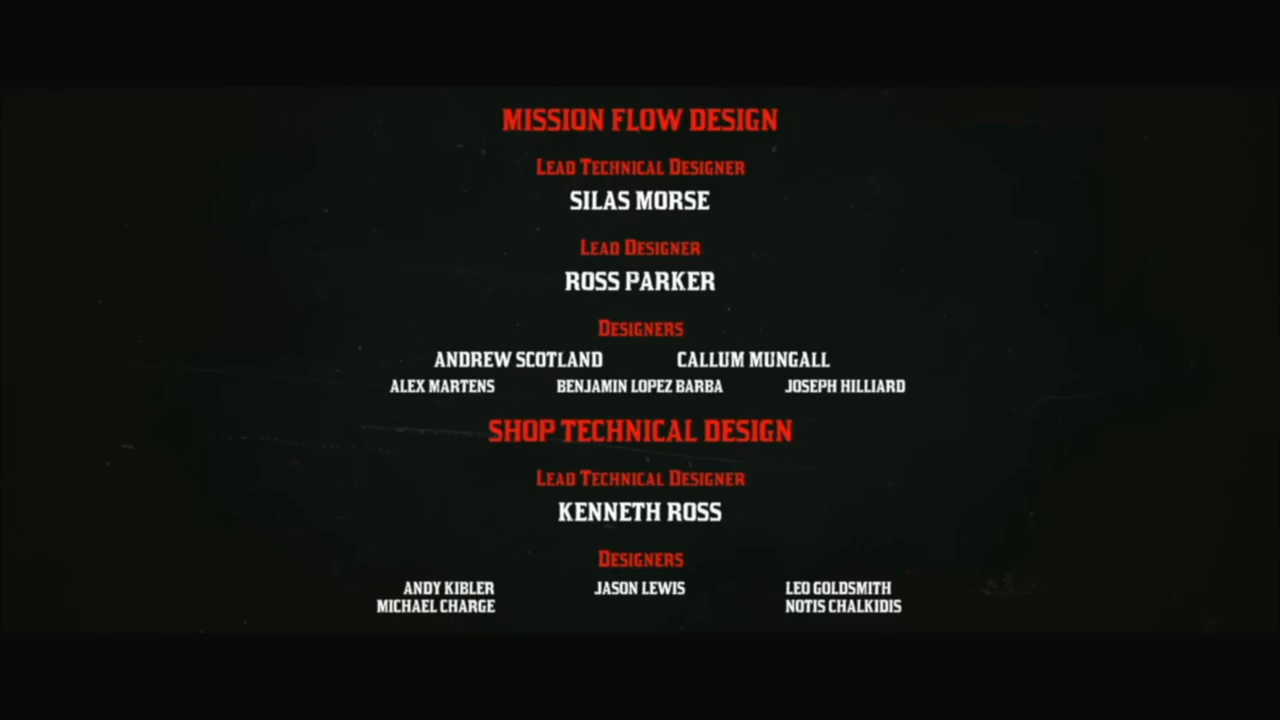 MISSION FLOW DESIGN
LEAD TECHNICAL DESIGNER
SILAS MORSE
LEAD DESIGNER
ROSS PARKER
DESIGNERS
ANDREW SCOTLAND CALLUM MUNGALL
ALEX MARTENS BENJAMIN LOPEZ BARBA JOSEPH HILLIARD
SHOP TECHNICAL DESIGN
LEAD TECHNICAL DESIGNER
KENNETH ROSS
DESIGNERS
ANDY KIBLER JASON LEWIS LEO GOLDSMITH
MICHAEL CHARGE NOTIS CHALKIDIS